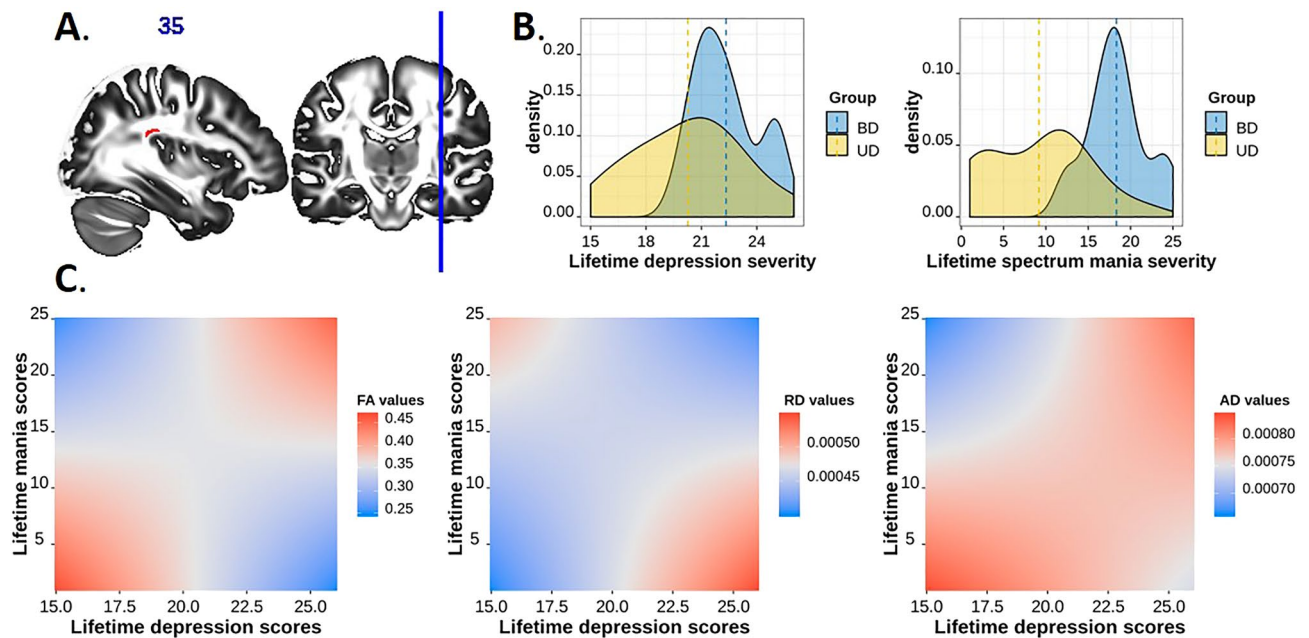 A.
35
B.
density
0.20
0.15
0.10
0.05
0.00
15
18
21
24
Lifetime depression severity
Group
BD
UD
density
0.10
0.05
0.00
0
5
10
15
20
25
Lifetime spectrum mania severity
Group
BD
UD
C.
Lifetime mania scores
25
20
15
10
5
15.0
17.5
20.0
22.5
25.0
Lifetime depression scores
FA values
0.45
0.40
0.35
0.30
0.25
Lifetime mania scores
25
20
15
10
5
15.0
17.5
20.0
22.5
25.0
Lifetime depression scores
RD values
0.00050
0.00045
Lifetime mania scores
25
20
15
10
5
15.0
17.5
20.0
22.5
25.0
Lifetime depression scores
AD values
0.00080
0.00075
0.00070